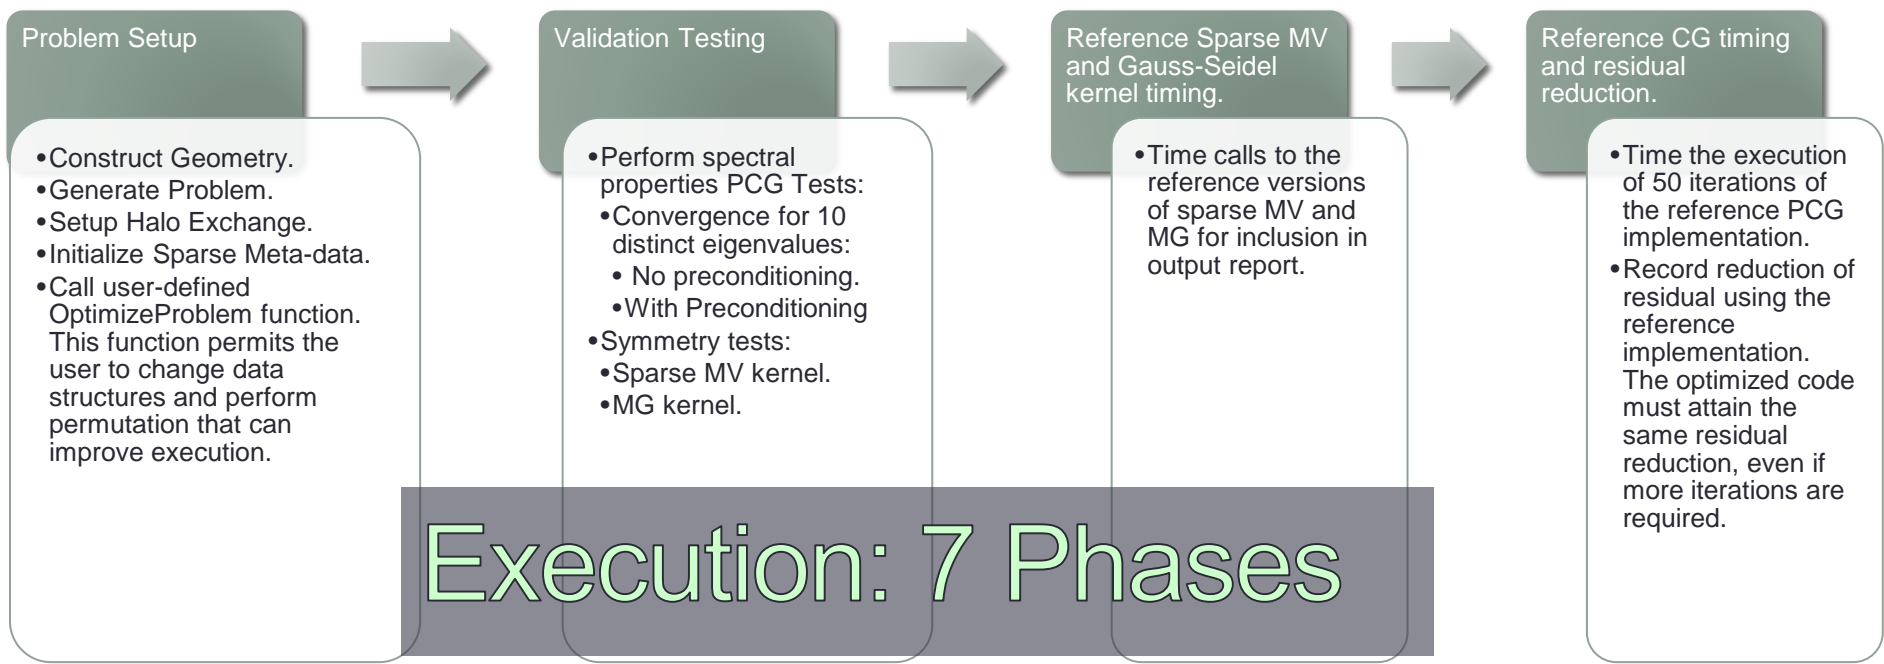 Problem Setup
•Construct Geometry.
•Generate Problem.
•Setup Halo Exchange.
•Initialize Sparse Meta-data.
•Call user-defined
OptimizeProblem function.
This function permits the
user to change data
structures and perform
permutation that can
improve execution.
Validation Testing
•Perform spectral
properties PCG Tests:
•Convergence for 10
distinct eigenvalues:
• No preconditioning.
•With Preconditioning
•Symmetry tests:
•Sparse MV kernel.
•MG kernel.
Reference Sparse MV
and Gauss-Seidel
kernel timing.
•Time calls to the
reference versions
of sparse MV and
MG for inclusion in
output report.
Reference CG timing
and residual
reduction.
•Time the execution
of 50 iterations of
the reference PCG
implementation.
•Record reduction of
residual using the
reference
implementation.
The optimized code
must attain the
same residual
reduction, even if
more iterations are
required.
Execution: 7 Phases